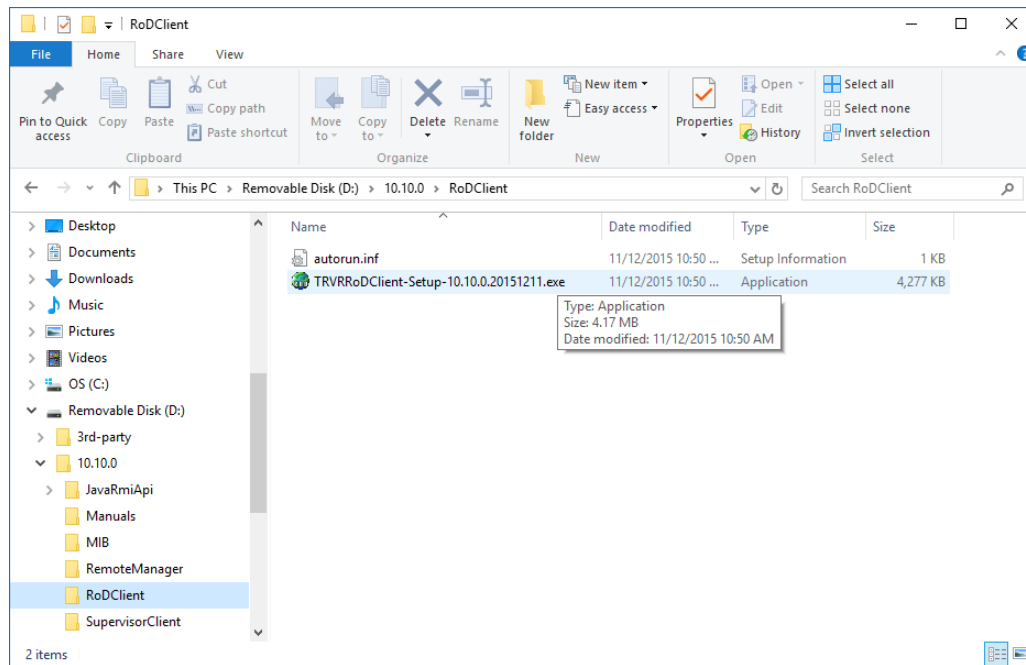 RoDClient
File Home Share View
Pin to Quick access
Copy
Paste
Cut
Copy path
Paste shortcut
Move to
Copy to
Delete
Rename
New folder
New item
Easy access
Properties
Open
Edit
History
Select all
Select none
Invert selection
Clipboard Organize New Open Select
This PC > Removable Disk (D:) > 10.10.0 > RoDClient
Search RoDClient
Desktop
Documents
Downloads
Music
Pictures
Videos
OS (C:)
Removable Disk (D:)
3rd-party
10.10.0
JavaRmiApi
Manuals
MIB
RemoteManager
RoDClient
SupervisorClient
Name Date modified Type Size
autorun.inf 11/12/2015 10:50 ... Setup Information 1 KB
TRVRRoDClient-Setup-10.10.0.20151211.exe 11/12/2015 10:50 ... Application 4,277 KB
Type: Application
Size: 4.17 MB
Date modified: 11/12/2015 10:50 AM
2 items